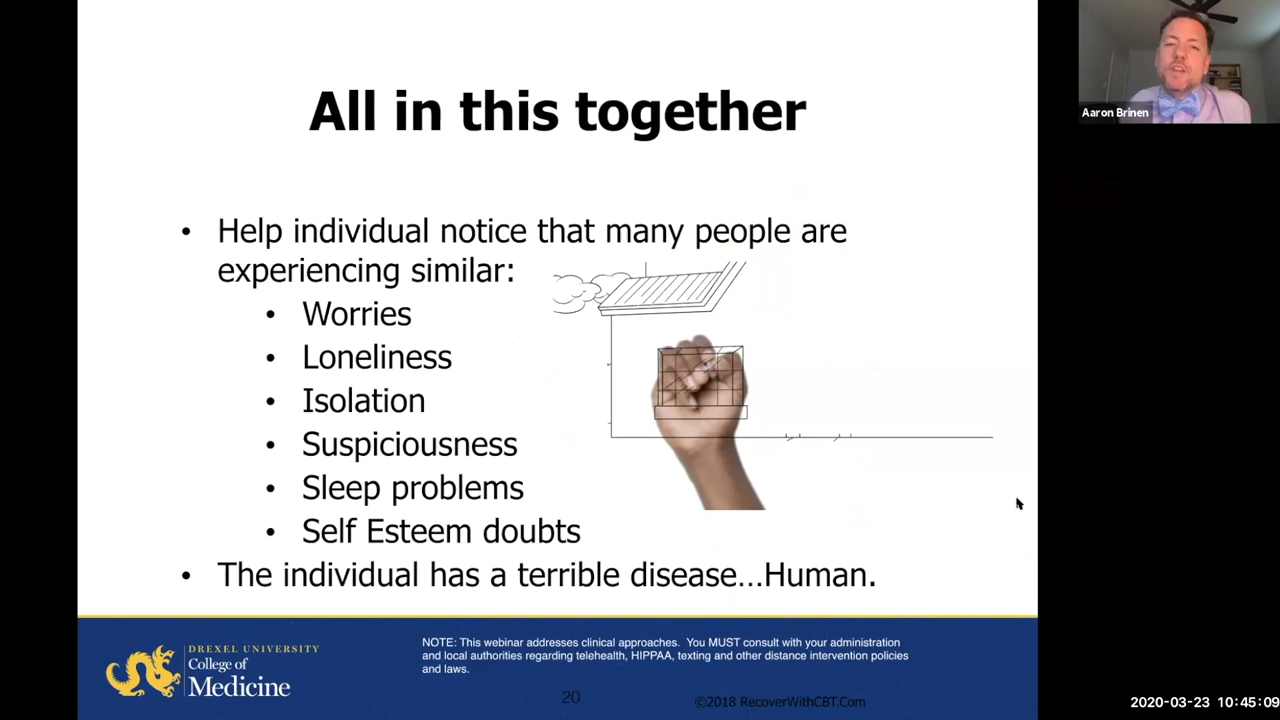 All in this together
• Help individual notice that many people are
experiencing similar:
• Worries
• Loneliness
• Isolation
• Suspiciousness
• Sleep problems
• Self Esteem doubts
• The individual has a terrible disease…Human.
DREXEL UNIVERSITY
College of
Medicine
NOTE: This webinar addresses clinical approaches. You MUST consult with your administration
and local authorities regarding telehealth, HIPPAA, texting and other distance intervention policies
and laws.
20
©2018 RecoverWithCBT.Com
Aaron Brinen
2020-03-23 10:45:09